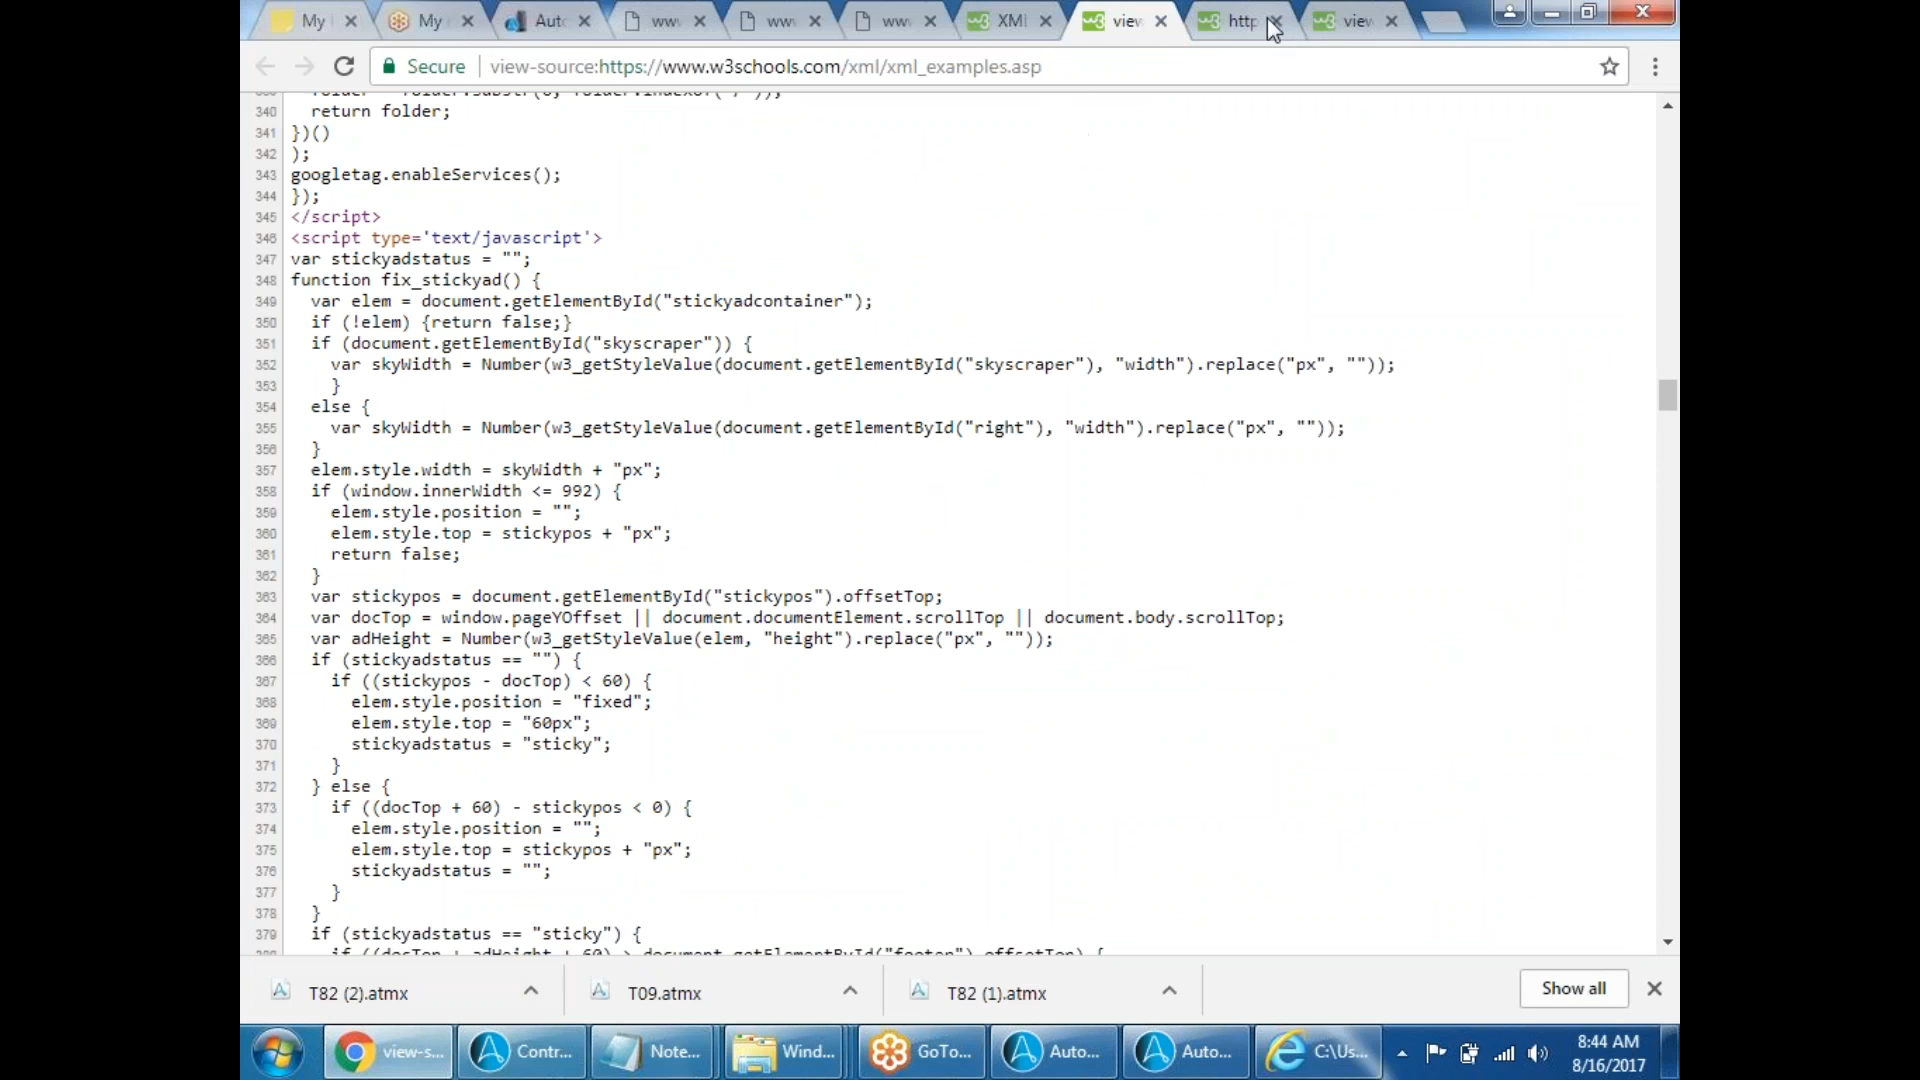 My
My
Auto
www
www
www
XMl
view
http
view
Secure
view-source:https://www.w3schools.com/xml/xml_examples.asp
340 return folder;
341 })()
342 );
343 googletag.enableServices();
344 });
345 </script>
346 <script type='text/javascript'>
347 var stickyadstatus = "";
348 function fix_stickyad() {
349 var elem = document.getElementById("stickyadcontainer");
350 if (!elem) {return false;}
351 if (document.getElementById("skyscraper")) {
352 var skyWidth = Number(w3_getStyleValue(document.getElementById("skyscraper"), "width").replace("px", ""));
353 }
354 else {
355 var skyWidth = Number(w3_getStyleValue(document.getElementById("right"), "width").replace("px", ""));
356 }
357 elem.style.width = skyWidth + "px";
358 if (window.innerWidth <= 992) {
359 elem.style.position = "";
360 elem.style.top = stickypos + "px";
361 return false;
362 }
363 var stickypos = document.getElementById("stickypos").offsetTop;
364 var docTop = window.pageYOffset || document.documentElement.scrollTop || document.body.scrollTop;
365 var adHeight = Number(w3_getStyleValue(elem, "height").replace("px", ""));
366 if (stickyadstatus == "") {
367 if ((stickypos - docTop) < 60) {
368 elem.style.position = "fixed";
369 elem.style.top = "60px";
370 stickyadstatus = "sticky";
371 }
372 } else {
373 if ((docTop + 60) - stickypos < 0) {
374 elem.style.position = "";
375 elem.style.top = stickypos + "px";
376 stickyadstatus = "";
377 }
378 }
379 if (stickyadstatus == "sticky") {
T82 (2).atmx
T09.atmx
T82 (1).atmx
Show all
view-s...
Contr...
Note...
Wind...
GoTo...
Auto...
Auto...
C:\Us...
8:44 AM
8/16/2017